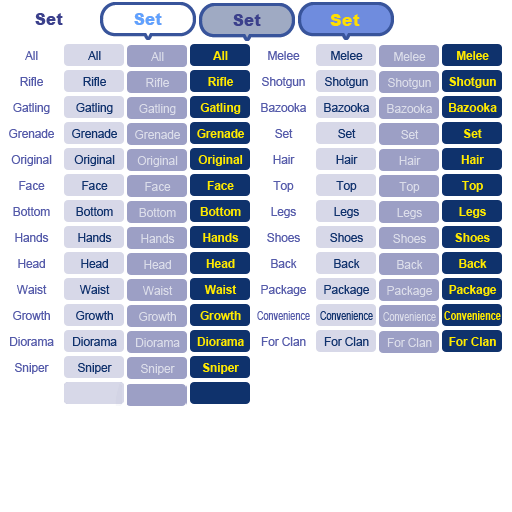 Set Set Set Set
All All All All Melee Melee Melee Melee
Rifle Rifle Rifle Rifle Shotgun Shotgun Shotgun Shotgun
Gatling Gatling Gatling Gatling Bazooka Bazooka Bazooka Bazooka
Grenade Grenade Grenade Grenade Set Set Set Set
Original Original Original Original Hair Hair Hair Hair
Face Face Face Face Top Top Top Top
Bottom Bottom Bottom Bottom Legs Legs Legs Legs
Hands Hands Hands Hands Shoes Shoes Shoes Shoes
Head Head Head Head Back Back Back Back
Waist Waist Waist Waist Package Package Package Package
Growth Growth Growth Growth Convenience Convenience Convenience Convenience
Diorama Diorama Diorama Diorama For Clan For Clan For Clan For Clan
Sniper Sniper Sniper Sniper